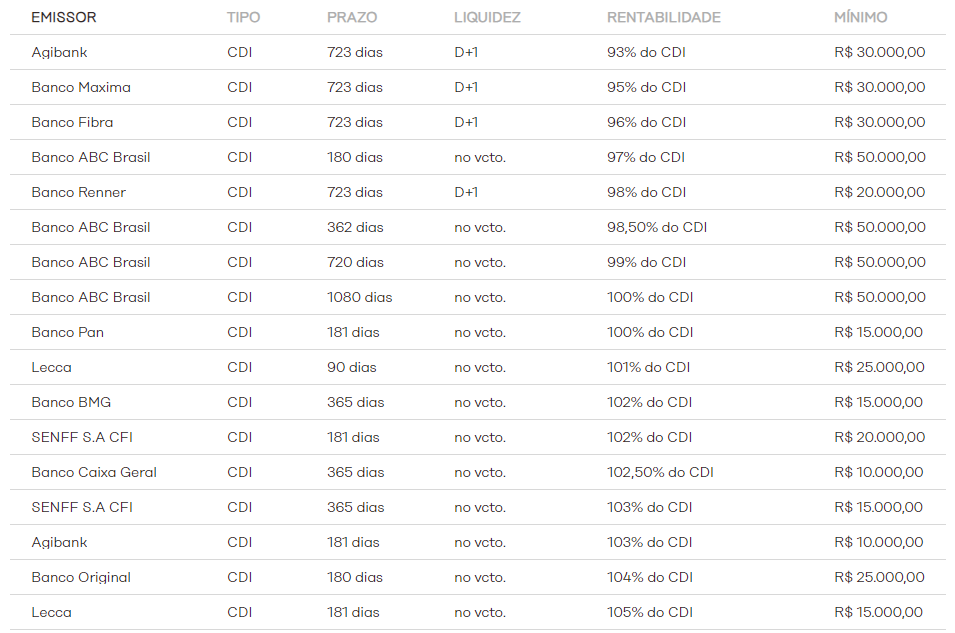 EMISSOR TIPO PRAZO LIQUIDEZ RENTABILIDADE MÍNIMO
Agibank CDI 723 dias D+1 93% do CDI R$ 30.000,00
Banco Maxima CDI 723 dias D+1 95% do CDI R$ 30.000,00
Banco Fibra CDI 723 dias D+1 96% do CDI R$ 30.000,00
Banco ABC Brasil CDI 180 dias no vcto. 97% do CDI R$ 50.000,00
Banco Renner CDI 723 dias D+1 98% do CDI R$ 20.000,00
Banco ABC Brasil CDI 362 dias no vcto. 98,50% do CDI R$ 50.000,00
Banco ABC Brasil CDI 720 dias no vcto. 99% do CDI R$ 50.000,00
Banco ABC Brasil CDI 1080 dias no vcto. 100% do CDI R$ 50.000,00
Banco Pan CDI 181 dias no vcto. 100% do CDI R$ 15.000,00
Lecca CDI 90 dias no vcto. 101% do CDI R$ 25.000,00
Banco BMG CDI 365 dias no vcto. 102% do CDI R$ 15.000,00
SENFF S.A CFI CDI 181 dias no vcto. 102% do CDI R$ 20.000,00
Banco Caixa Geral CDI 365 dias no vcto. 102,50% do CDI R$ 10.000,00
SENFF S.A CFI CDI 365 dias no vcto. 103% do CDI R$ 15.000,00
Agibank CDI 181 dias no vcto. 103% do CDI R$ 10.000,00
Banco Original CDI 180 dias no vcto. 104% do CDI R$ 25.000,00
Lecca CDI 181 dias no vcto. 105% do CDI R$ 15.000,00